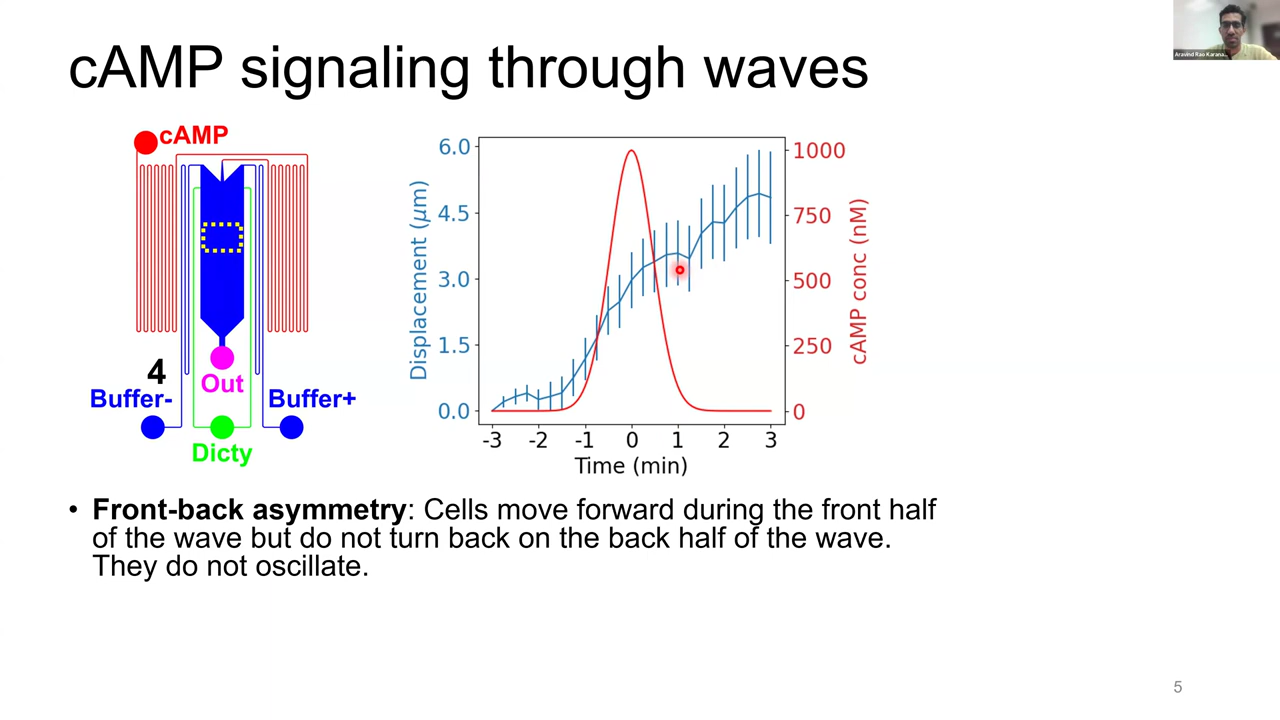 cAMP signaling through waves
Aravind Rao Karana...
cAMP
4
Buffer-
Out
Buffer+
Dicty
Displacement (μm)
6.0
4.5
3.0
1.5
0.0
-3 -2 -1 0 1 2 3
Time (min)
1000
750
500
250
0
cAMP conc (nM)
• Front-back asymmetry: Cells move forward during the front half
of the wave but do not turn back on the back half of the wave.
They do not oscillate.
5